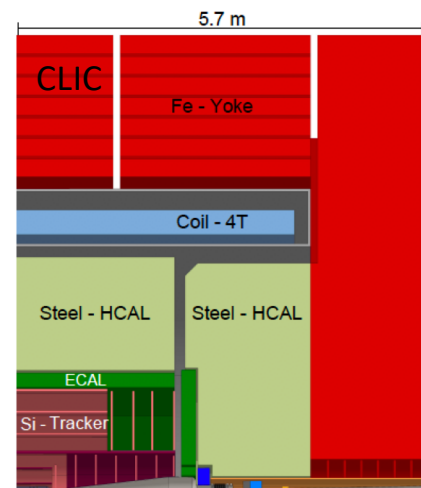 5.7 m
CLIC
Fe - Yoke
Coil - 4T
Steel - HCAL
Steel - HCAL
ECAL
Si - Tracker